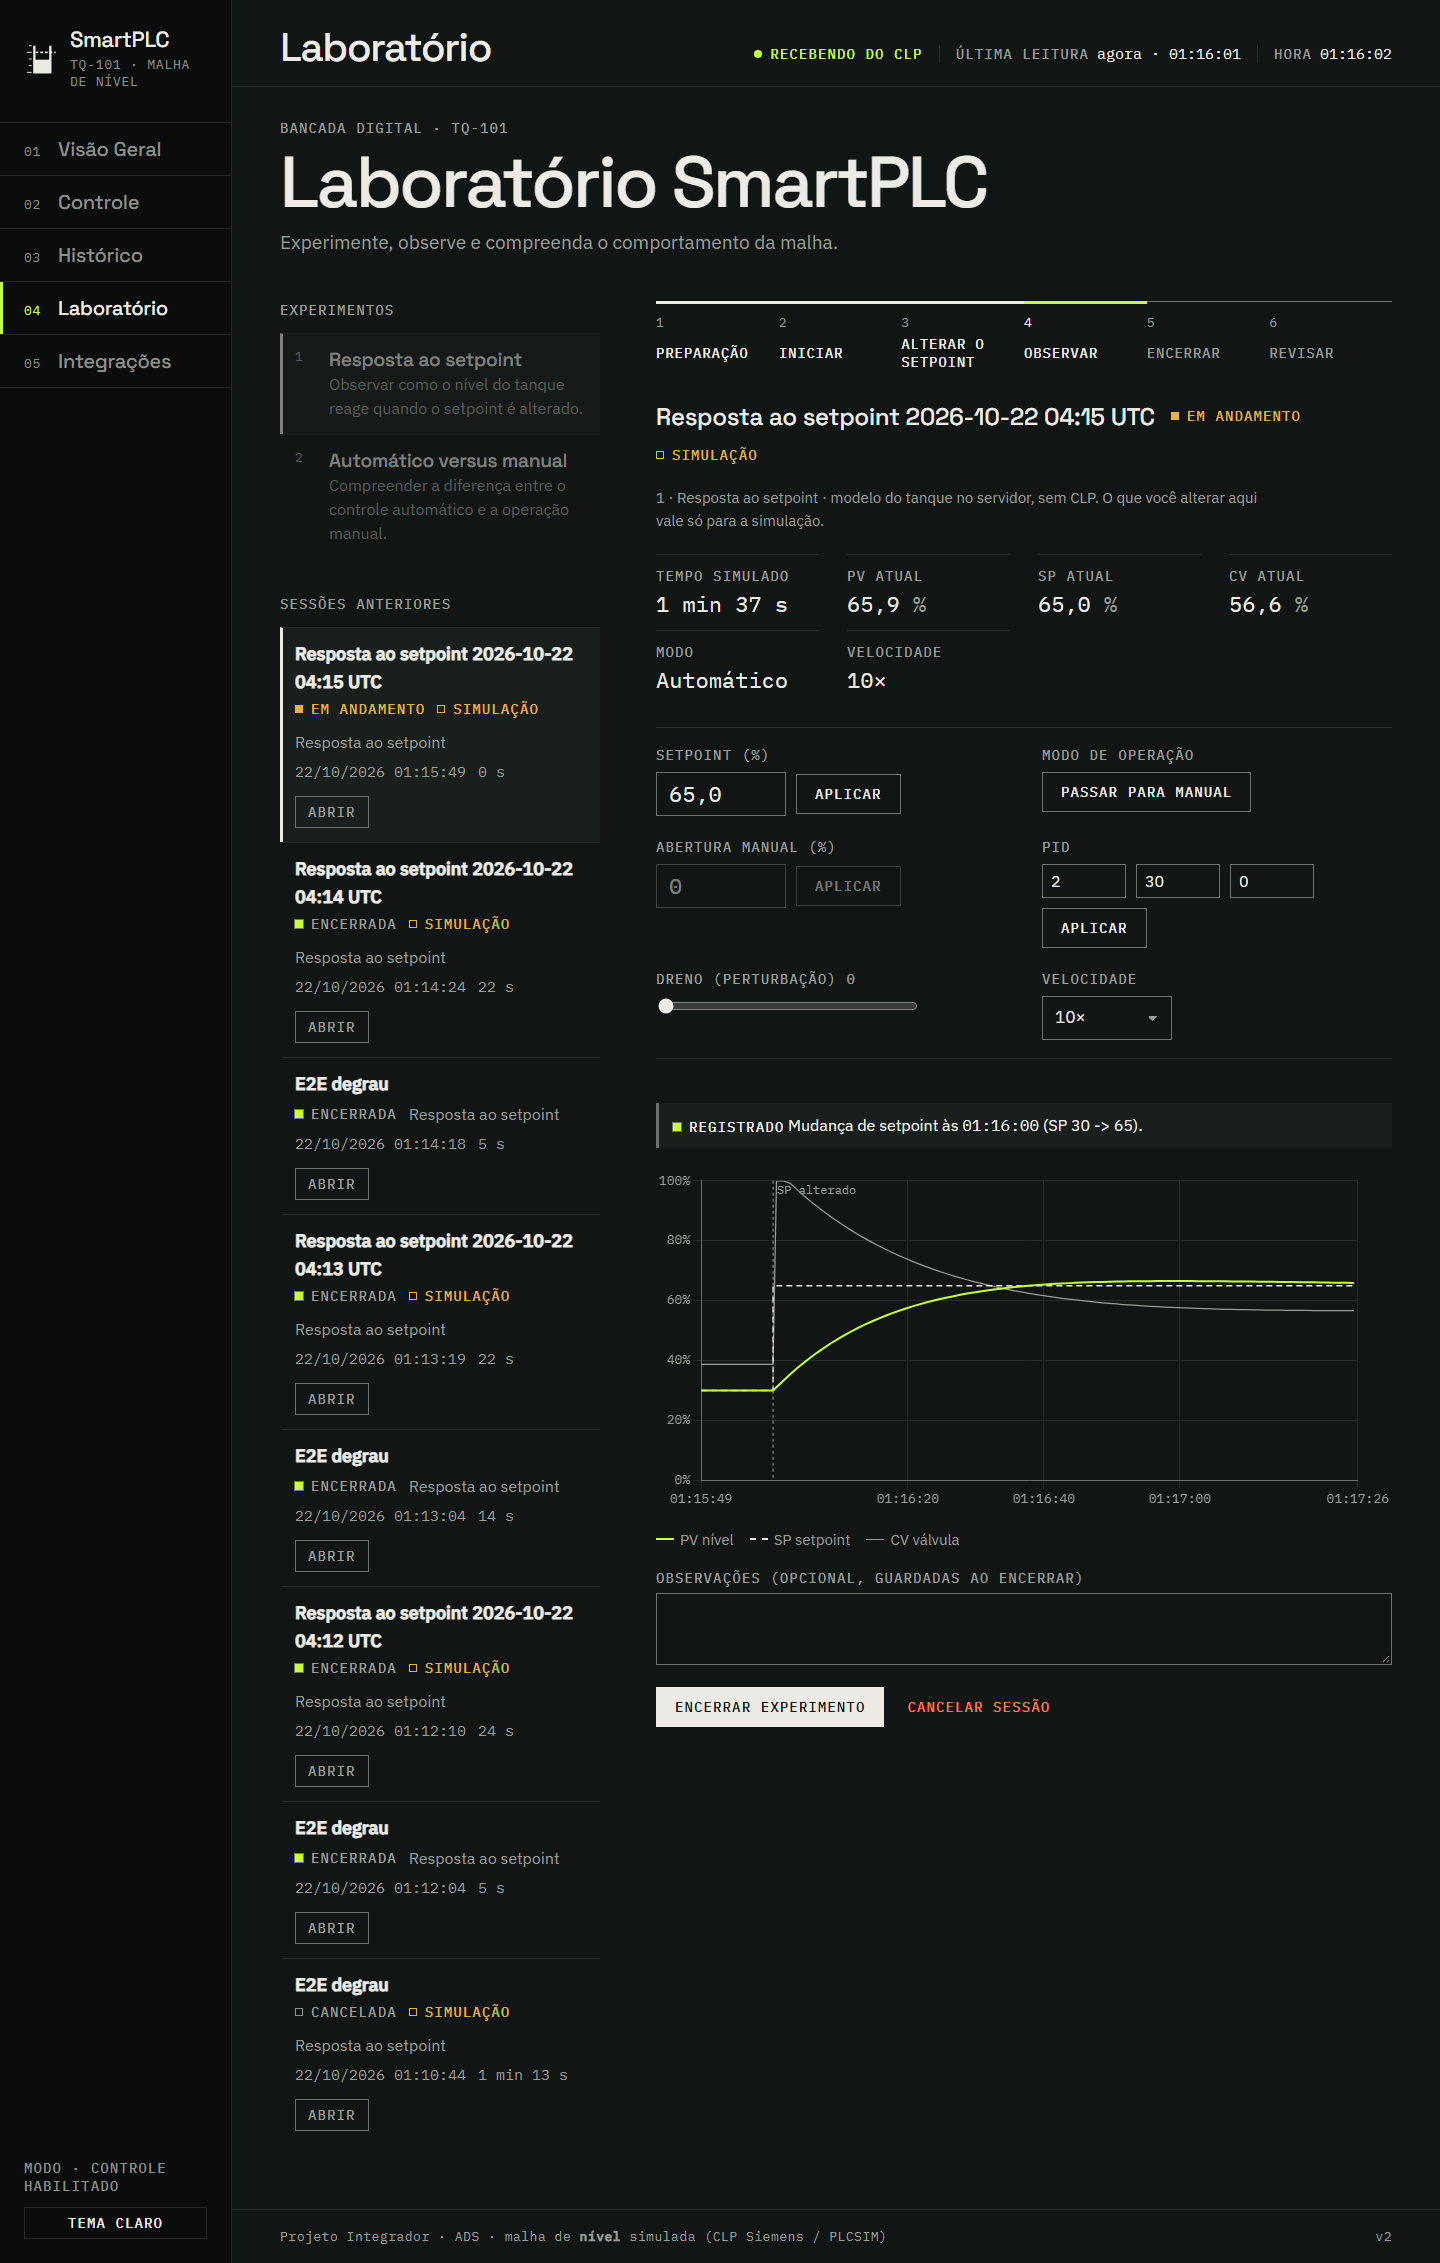 SmartPLC
TQ-101 · MALHA
DE NÍVEL
01 Visão Geral
02 Controle
03 Histórico
04 Laboratório
05 Integrações
MODO · CONTROLE
HABILITADO
TEMA CLARO
Laboratório
RECEBENDO DO CLP
ÚLTIMA LEITURA agora · 01:16:01
HORA 01:16:02
BANCADA DIGITAL · TQ-101
Laboratório SmartPLC
Experimente, observe e compreenda o comportamento da malha.
EXPERIMENTOS
1 Resposta ao setpoint
Observar como o nível do tanque
reage quando o setpoint é alterado.
2 Automático versus manual
Compreender a diferença entre o
controle automático e a operação
manual.
SESSÕES ANTERIORES
Resposta ao setpoint 2026-10-22
04:15 UTC
EM ANDAMENTO SIMULAÇÃO
Resposta ao setpoint
22/10/2026 01:15:49 0 s
ABRIR
Resposta ao setpoint 2026-10-22
04:14 UTC
ENCERRADA SIMULAÇÃO
Resposta ao setpoint
22/10/2026 01:14:24 22 s
ABRIR
E2E degrau
ENCERRADA Resposta ao setpoint
22/10/2026 01:14:18 5 s
ABRIR
Resposta ao setpoint 2026-10-22
04:13 UTC
ENCERRADA SIMULAÇÃO
Resposta ao setpoint
22/10/2026 01:13:19 22 s
ABRIR
E2E degrau
ENCERRADA Resposta ao setpoint
22/10/2026 01:13:04 14 s
ABRIR
Resposta ao setpoint 2026-10-22
04:12 UTC
ENCERRADA SIMULAÇÃO
Resposta ao setpoint
22/10/2026 01:12:10 24 s
ABRIR
E2E degrau
ENCERRADA Resposta ao setpoint
22/10/2026 01:12:04 5 s
ABRIR
E2E degrau
CANCELADA SIMULAÇÃO
Resposta ao setpoint
22/10/2026 01:10:44 1 min 13 s
ABRIR
1 2 3 4 5 6
PREPARAÇÃO INICIAR ALTERAR O SETPOINT OBSERVAR ENCERRAR REVISAR
Resposta ao setpoint 2026-10-22 04:15 UTC EM ANDAMENTO
SIMULAÇÃO
1 · Resposta ao setpoint · modelo do tanque no servidor, sem CLP. O que você alterar aqui
vale só para a simulação.
TEMPO SIMULADO PV ATUAL SP ATUAL CV ATUAL
1 min 37 s 65,9 % 65,0 % 56,6 %
MODO VELOCIDADE
Automático 10×
SETPOINT (%) MODO DE OPERAÇÃO
65,0 APLICAR PASSAR PARA MANUAL
ABERTURA MANUAL (%) PID
0 APLICAR 2 30 0
APLICAR
DRENO (PERTURBAÇÃO) 0 VELOCIDADE
10×
REGISTRADO Mudança de setpoint às 01:16:00 (SP 30 -> 65).
100%
SP alterado
80%
60%
40%
20%
0%
01:15:49 01:16:20 01:16:40 01:17:00 01:17:26
PV nível SP setpoint CV válvula
OBSERVAÇÕES (OPCIONAL, GUARDADAS AO ENCERRAR)
ENCERRAR EXPERIMENTO CANCELAR SESSÃO
Projeto Integrador · ADS · malha de nível simulada (CLP Siemens / PLCSIM) v2